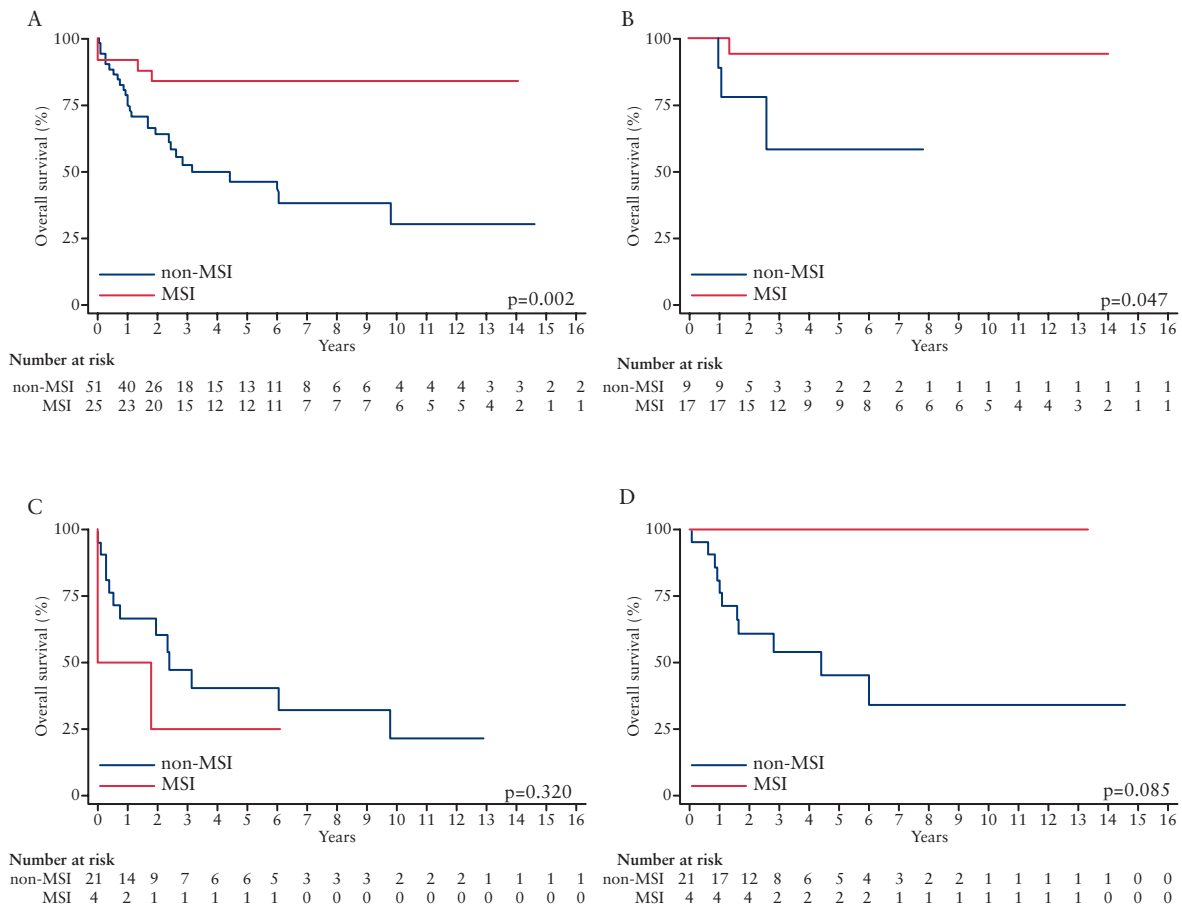 A
Overall survival (%)
100
75
50
25
0
non-MSI
MSI
p=0.002
0 1 2 3 4 5 6 7 8 9 10 11 12 13 14 15 16
Years
Number at risk
non-MSI 51 40 26 18 15 13 11 8 6 6 4 4 4 3 3 2 2
MSI 25 23 20 15 12 12 11 7 7 7 6 5 5 4 2 1 1
B
Overall survival (%)
100
75
50
25
0
non-MSI
MSI
p=0.047
0 1 2 3 4 5 6 7 8 9 10 11 12 13 14 15 16
Years
Number at risk
non-MSI 9 9 5 3 3 2 2 2 1 1 1 1 1 1 1 1 1
MSI 17 17 15 12 9 9 8 6 6 6 5 4 4 3 2 1 1
C
Overall survival (%)
100
75
50
25
0
non-MSI
MSI
p=0.320
0 1 2 3 4 5 6 7 8 9 10 11 12 13 14 15 16
Years
Number at risk
non-MSI 21 14 9 7 6 6 5 3 3 3 2 2 2 1 1 1 1
MSI 4 2 1 1 1 1 1 0 0 0 0 0 0 0 0 0 0
D
Overall survival (%)
100
75
50
25
0
non-MSI
MSI
p=0.085
0 1 2 3 4 5 6 7 8 9 10 11 12 13 14 15 16
Years
Number at risk
non-MSI 21 17 12 8 6 5 4 3 2 2 1 1 1 1 1 0 0
MSI 4 4 4 2 2 2 2 1 1 1 1 1 1 1 0 0 0